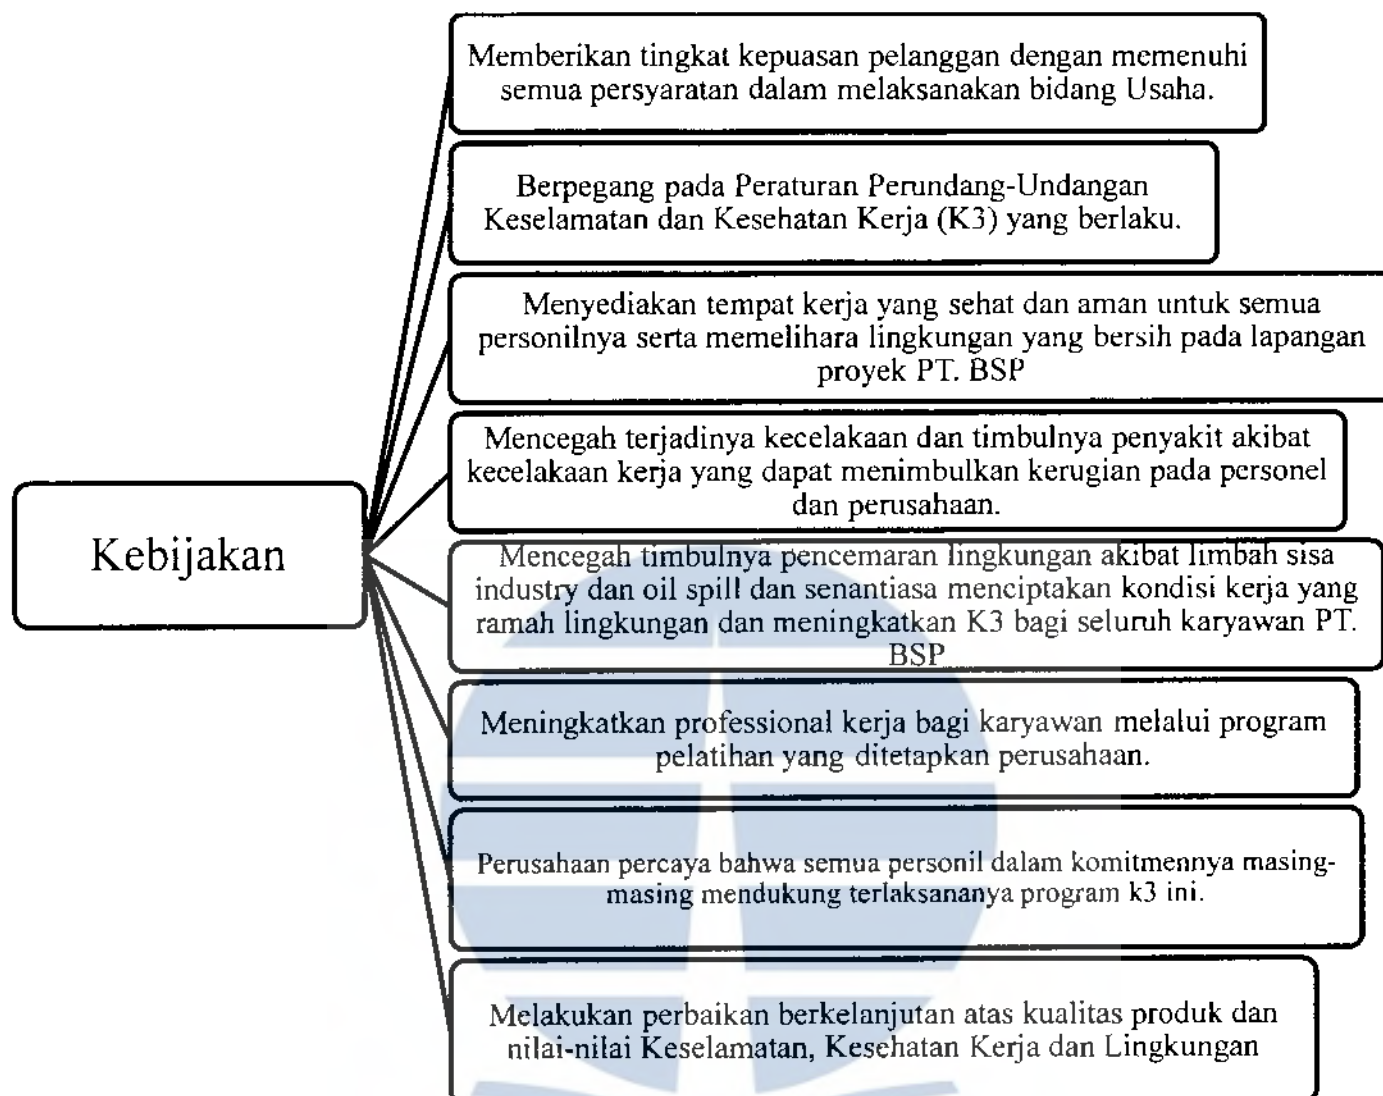 Memberikan tingkat kepuasan pelanggan dengan memenuhi
semua persyaratan dalam melaksanakan bidang Usaha.
Berpegang pada Peraturan Perundang-Undangan
Keselamatan dan Kesehatan Kerja (K3) yang berlaku.
Menyediakan tempat kerja yang sehat dan aman untuk semua
personilnya serta memelihara lingkungan yang bersih pada lapangan
proyek PT. BSP
Mencegah terjadinya kecelakaan dan timbulnya penyakit akibat
kecelakaan kerja yang dapat menimbulkan kerugian pada personel
dan perusahaan.
Kebijakan
Mencegah timbulnya pencemaran lingkungan akibat limbah sisa
industry dan oil spill dan senantiasa menciptakan kondisi kerja yang
ramah lingkungan dan meningkatkan K3 bagi seluruh karyawan PT.
BSP
Meningkatkan professional kerja bagi karyawan melalui program
pelatihan yang ditetapkan perusahaan.
Perusahaan percaya bahwa semua personil dalam komitmennya masing-
masing mendukung terlaksananya program k3 ini.
Melakukan perbaikan berkelanjutan atas kualitas produk dan
nilai-nilai Keselamatan, Kesehatan Kerja dan Lingkungan